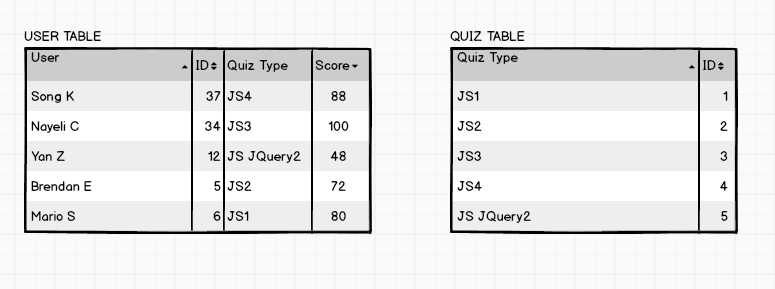 USER TABLE
User ID Quiz Type Score
Song K 37 JS4 88
Nayeli C 34 JS3 100
Yan Z 12 JS JQuery2 48
Brendan E 5 JS2 72
Mario S 6 JS1 80
QUIZ TABLE
Quiz Type ID
JS1 1
JS2 2
JS3 3
JS4 4
JS JQuery2 5